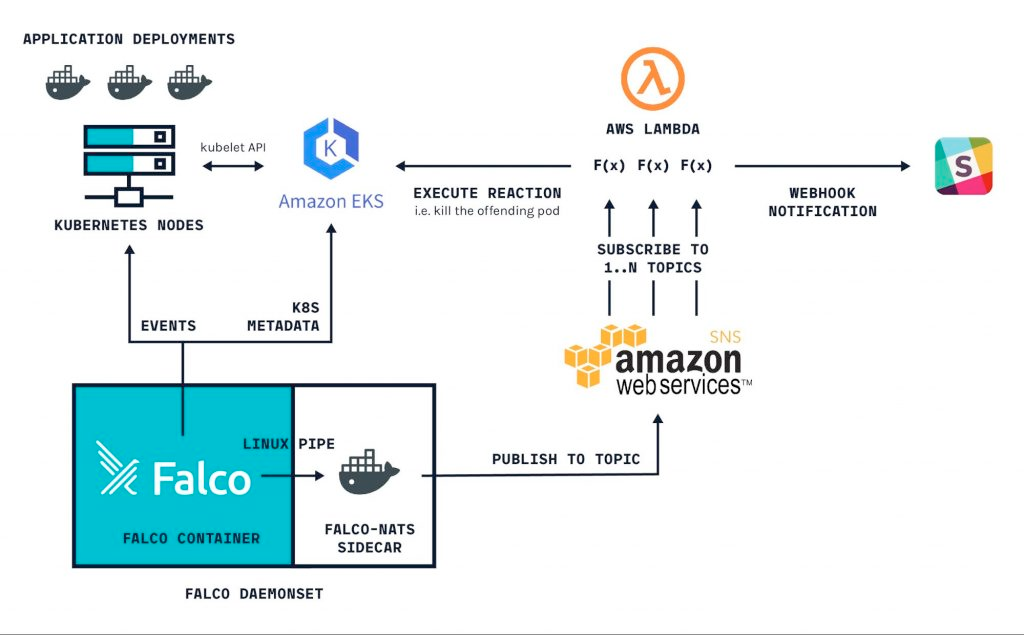 APPLICATION DEPLOYMENTS
AWS LAMBDA
kubelet API
K
Amazon EKS
F(x) F(x) F(x)
S
KUBERNETES NODES
EXECUTE REACTION
i.e. kill the offending pod
WEBHOOK
NOTIFICATION
SUBSCRIBE TO
1..N TOPICS
EVENTS
K8S
METADATA
SNS
amazon
web services™
LINUX PIPE
Falco
PUBLISH TO TOPIC
FALCO CONTAINER
FALCO-NATS
SIDECAR
FALCO DAEMONSET